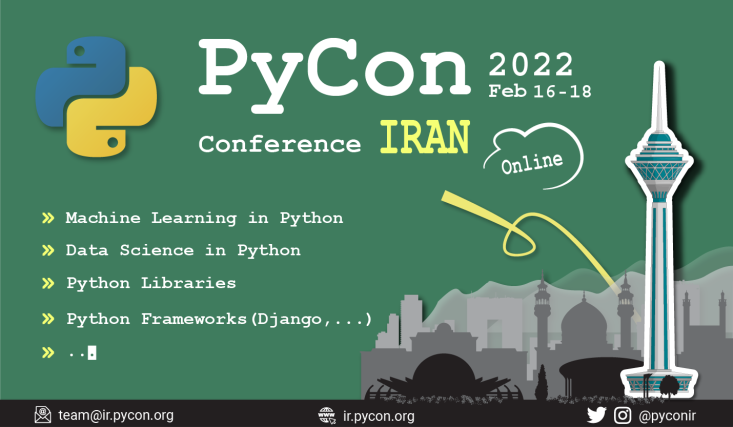 PyCon 2022
Feb 16-18
Conference IRAN
Online
Machine Learning in Python
Data Science in Python
Python Libraries
Python Frameworks(Django,...)
...
team@ir.pycon.org
ir.pycon.org
@pyconir